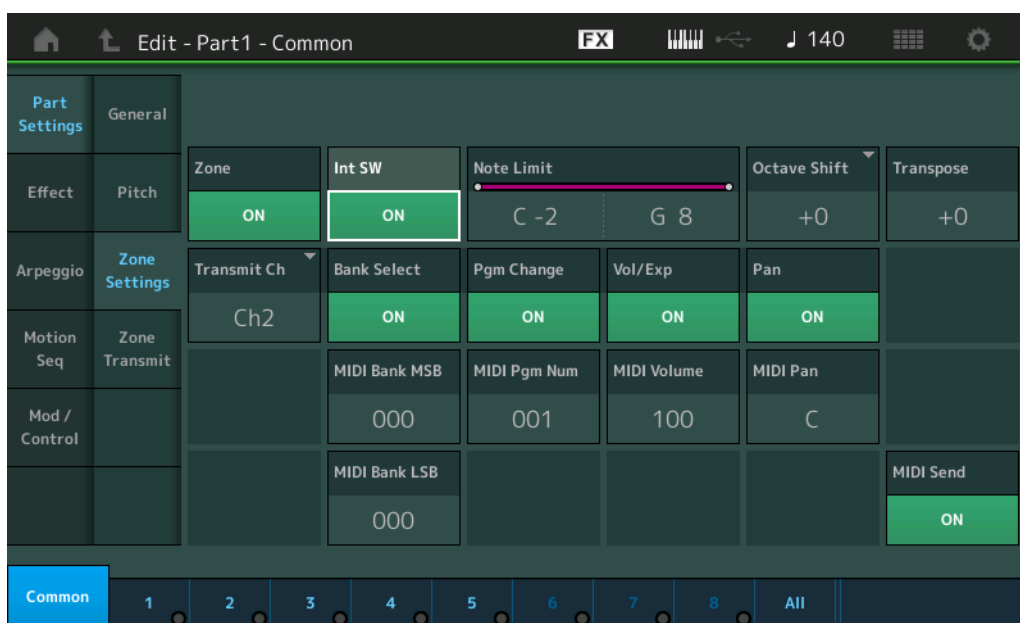 Edit - Part1 - Common
FX
♩ 140
Part
Settings
General
Effect
Pitch
Arpeggio
Zone
Settings
Motion
Seq
Zone
Transmit
Mod /
Control
Zone
ON
Int SW
ON
Note Limit
C -2
G 8
Octave Shift
+0
Transpose
+0
Transmit Ch
Ch2
Bank Select
ON
Pgm Change
ON
Vol/Exp
ON
Pan
ON
MIDI Bank MSB
000
MIDI Pgm Num
001
MIDI Volume
100
MIDI Pan
C
MIDI Bank LSB
000
MIDI Send
ON
Common 1 2 3 4 5 6 7 8 All